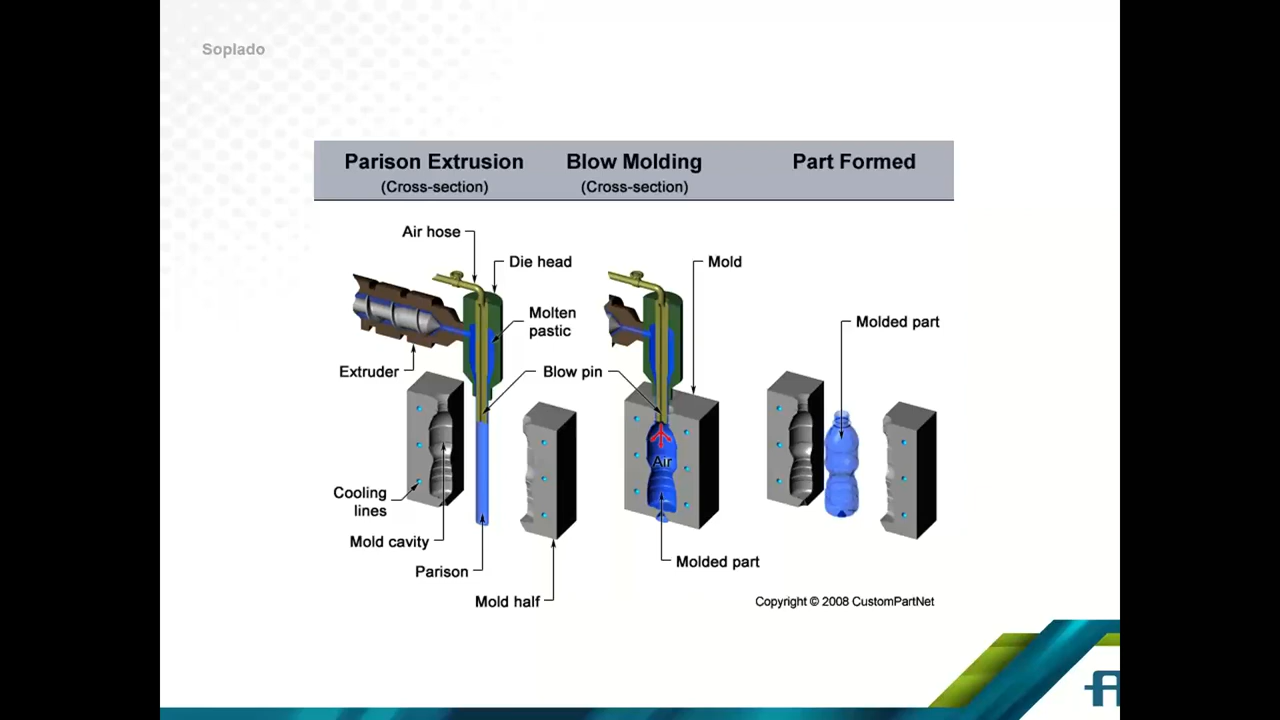 Soplado
Parison Extrusion
(Cross-section)
Blow Molding
(Cross-section)
Part Formed
Air hose
Die head
Molten
pastic
Extruder
Blow pin
Cooling
lines
Mold cavity
Parison
Mold half
Mold
Air
Molded part
Molded part
Copyright © 2008 CustomPartNet